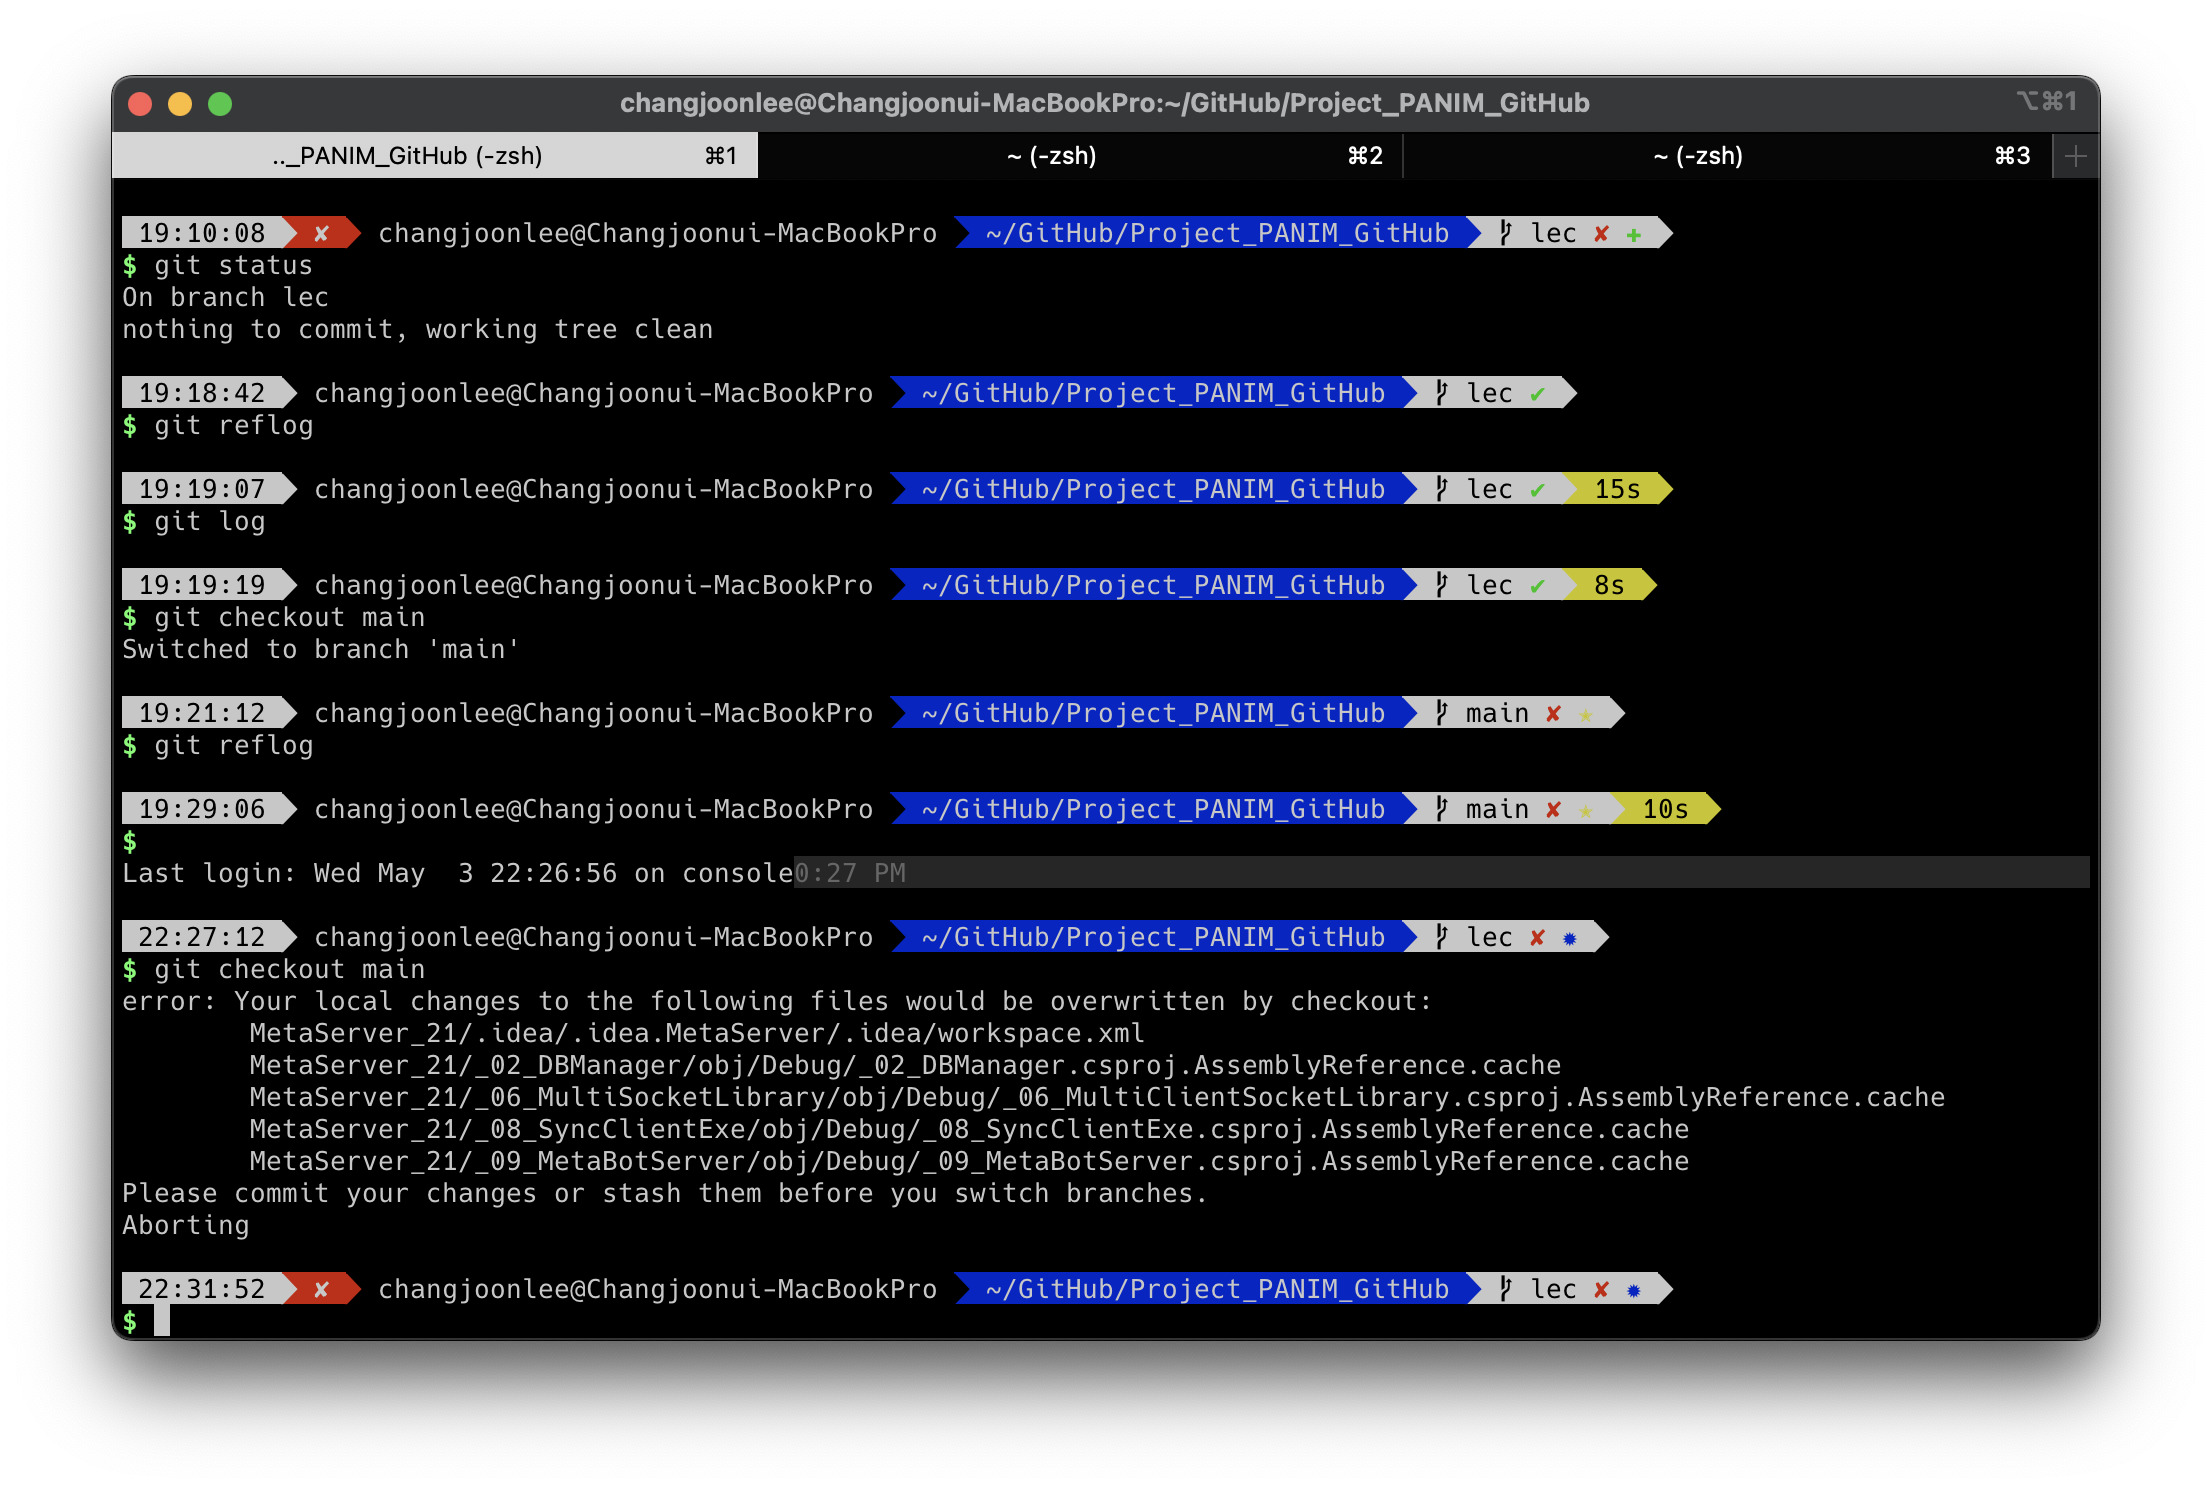 changjoonlee@Changjoonui-MacBookPro:~/GitHub/Project_PANIM_GitHub ⌥⌘1
.._PANIM_GitHub (-zsh) ⌘1 ~ (-zsh) ⌘2 ~ (-zsh) ⌘3 +
19:10:08 ✘ changjoonlee@Changjoonui-MacBookPro ~/GitHub/Project_PANIM_GitHub lec ✘ ✚
$ git status
On branch lec
nothing to commit, working tree clean
19:18:42 changjoonlee@Changjoonui-MacBookPro ~/GitHub/Project_PANIM_GitHub lec ✔
$ git reflog
19:19:07 changjoonlee@Changjoonui-MacBookPro ~/GitHub/Project_PANIM_GitHub lec ✔ 15s
$ git log
19:19:19 changjoonlee@Changjoonui-MacBookPro ~/GitHub/Project_PANIM_GitHub lec ✔ 8s
$ git checkout main
Switched to branch 'main'
19:21:12 changjoonlee@Changjoonui-MacBookPro ~/GitHub/Project_PANIM_GitHub main ✘ ★
$ git reflog
19:29:06 changjoonlee@Changjoonui-MacBookPro ~/GitHub/Project_PANIM_GitHub main ✘ ★ 10s
$
Last login: Wed May  3 22:26:56 on console0:27 PM
22:27:12 changjoonlee@Changjoonui-MacBookPro ~/GitHub/Project_PANIM_GitHub lec ✘ ✹
$ git checkout main
error: Your local changes to the following files would be overwritten by checkout:
MetaServer_21/.idea/.idea.MetaServer/.idea/workspace.xml
MetaServer_21/_02_DBManager/obj/Debug/_02_DBManager.csproj.AssemblyReference.cache
MetaServer_21/_06_MultiSocketLibrary/obj/Debug/_06_MultiClientSocketLibrary.csproj.AssemblyReference.cache
MetaServer_21/_08_SyncClientExe/obj/Debug/_08_SyncClientExe.csproj.AssemblyReference.cache
MetaServer_21/_09_MetaBotServer/obj/Debug/_09_MetaBotServer.csproj.AssemblyReference.cache
Please commit your changes or stash them before you switch branches.
Aborting
22:31:52 ✘ changjoonlee@Changjoonui-MacBookPro ~/GitHub/Project_PANIM_GitHub lec ✘ ✹
$